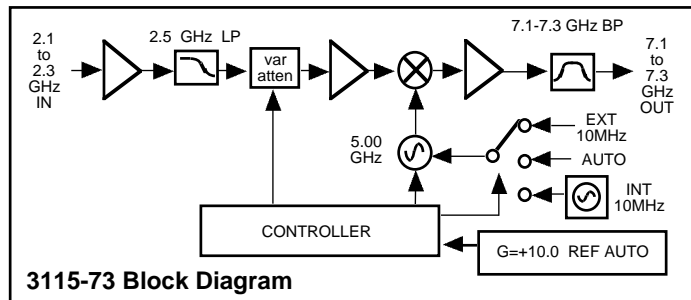 2.1
to
2.3
GHz
IN
2.5 GHz LP
var
atten
7.1-7.3 GHz BP
7.1
to
7.3
GHz
OUT
5.00
GHz
EXT
10MHz
AUTO
INT
10MHz
CONTROLLER
G=+10.0 REF AUTO
3115-73 Block Diagram